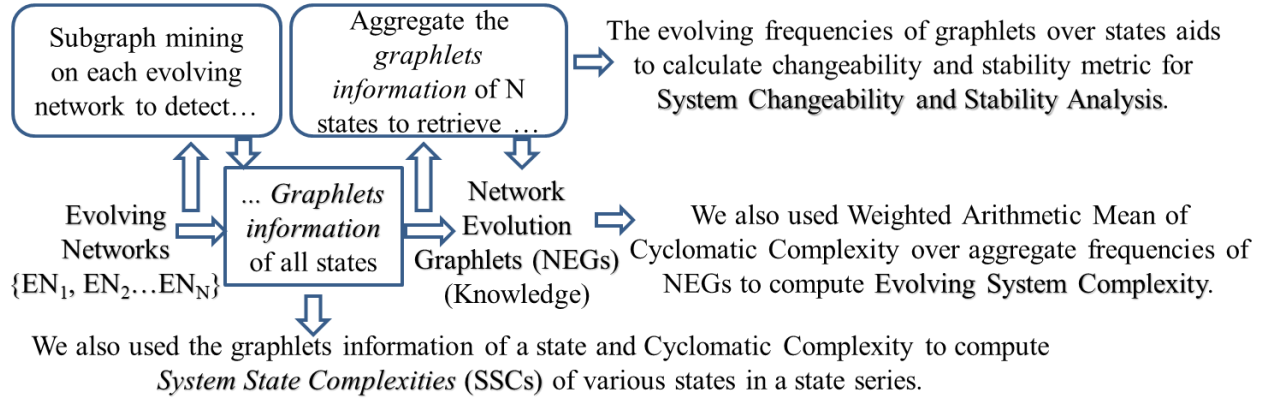 Subgraph mining
on each evolving
network to detect…
Aggregate the
graphlets
information of N
states to retrieve …
The evolving frequencies of graphlets over states aids
to calculate changeability and stability metric for
System Changeability and Stability Analysis.
Evolving
Networks
{EN1, EN2…ENN}
... Graphlets
information
of all states
Network
Evolution
Graphlets (NEGs)
(Knowledge)
We also used Weighted Arithmetic Mean of
Cyclomatic Complexity over aggregate frequencies of
NEGs to compute Evolving System Complexity.
We also used the graphlets information of a state and Cyclomatic Complexity to compute
System State Complexities (SSCs) of various states in a state series.